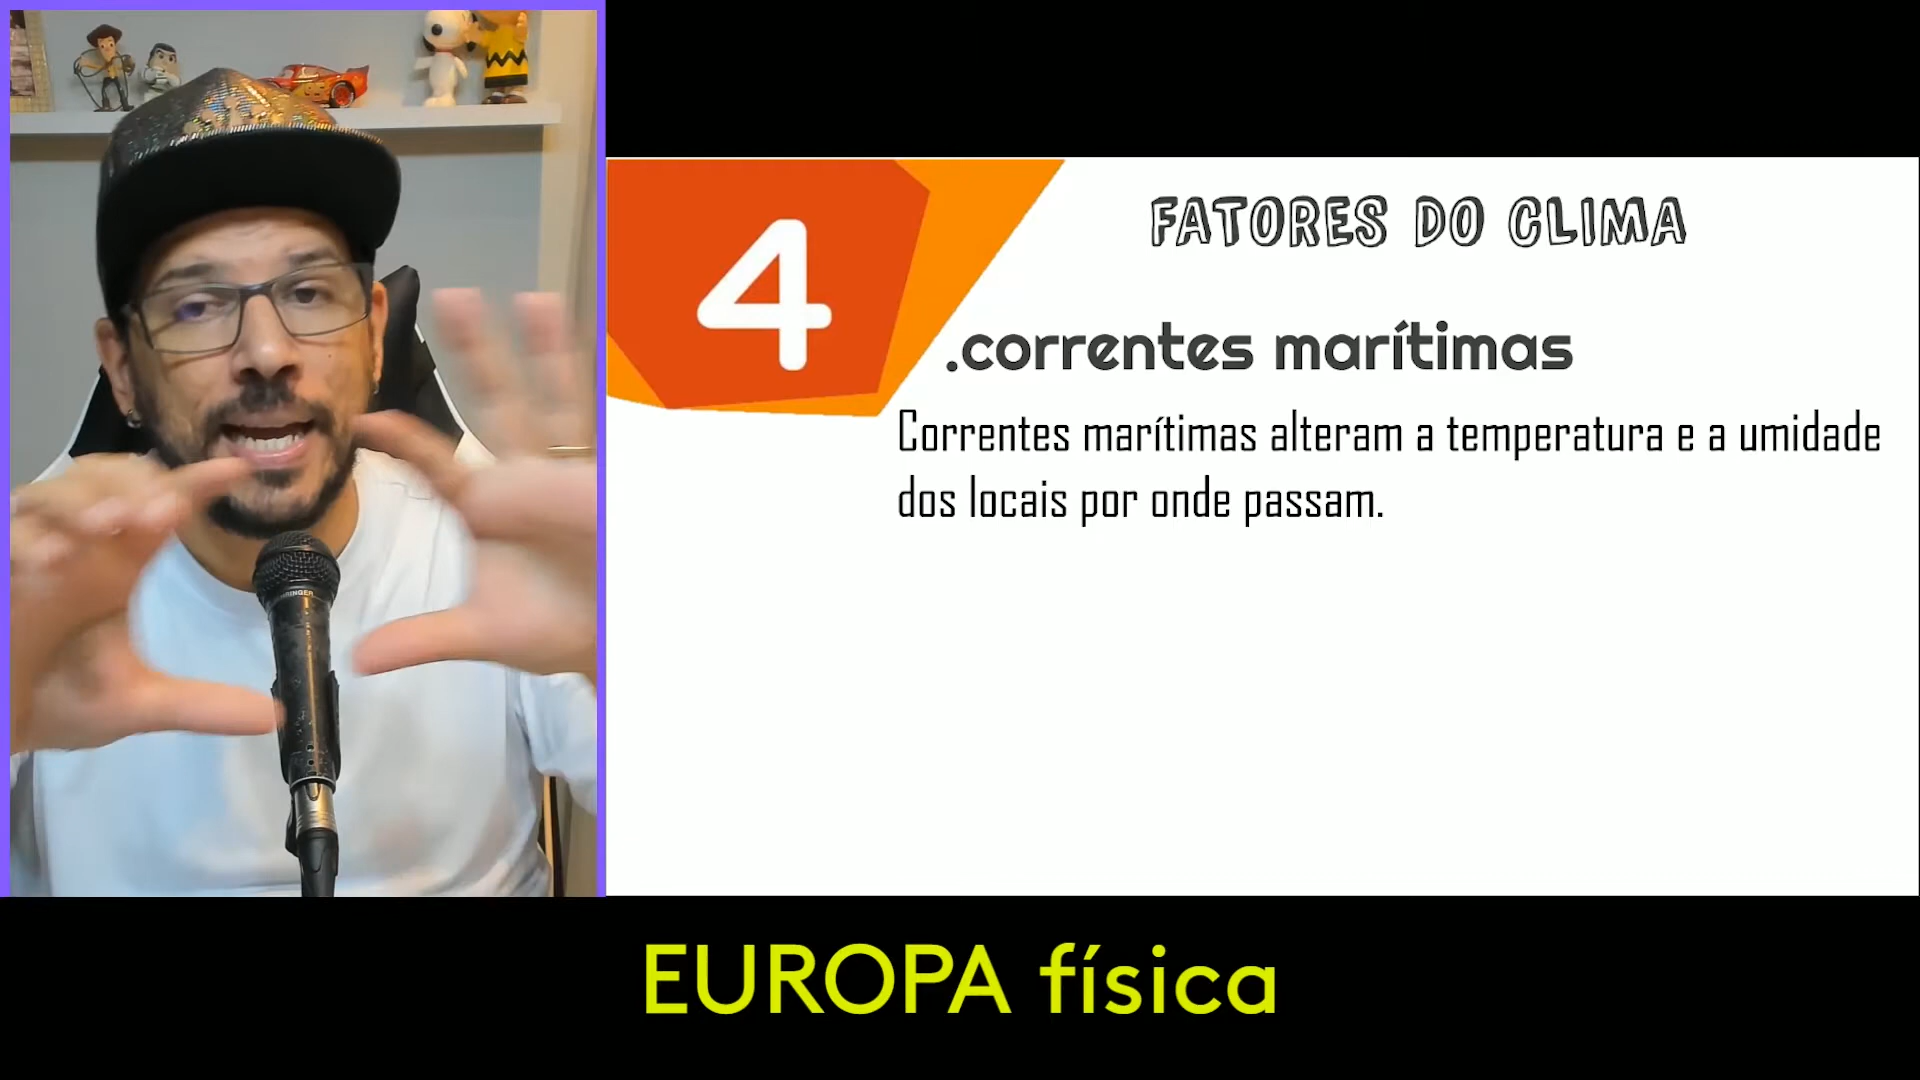 4
FATORES DO CLIMA
.correntes marítimas
Correntes marítimas alteram a temperatura e a umidade
dos locais por onde passam.
EUROPA física